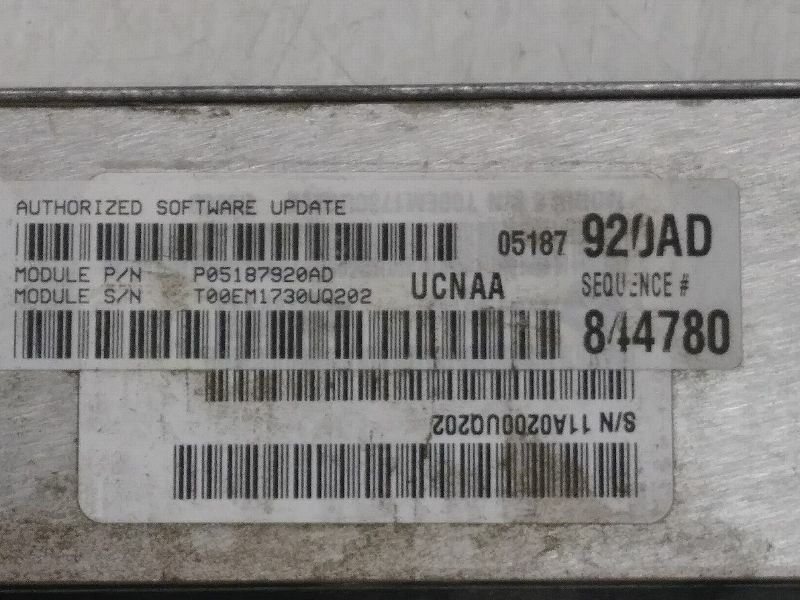 AUTHORIZED SOFTWARE UPDATE
05187 920AD
MODULE P/N P05187920AD
MODULE S/N T00EM1730UQ202
UCNAA
SEQUENCE #
844780
S/N 11A0200UQ202